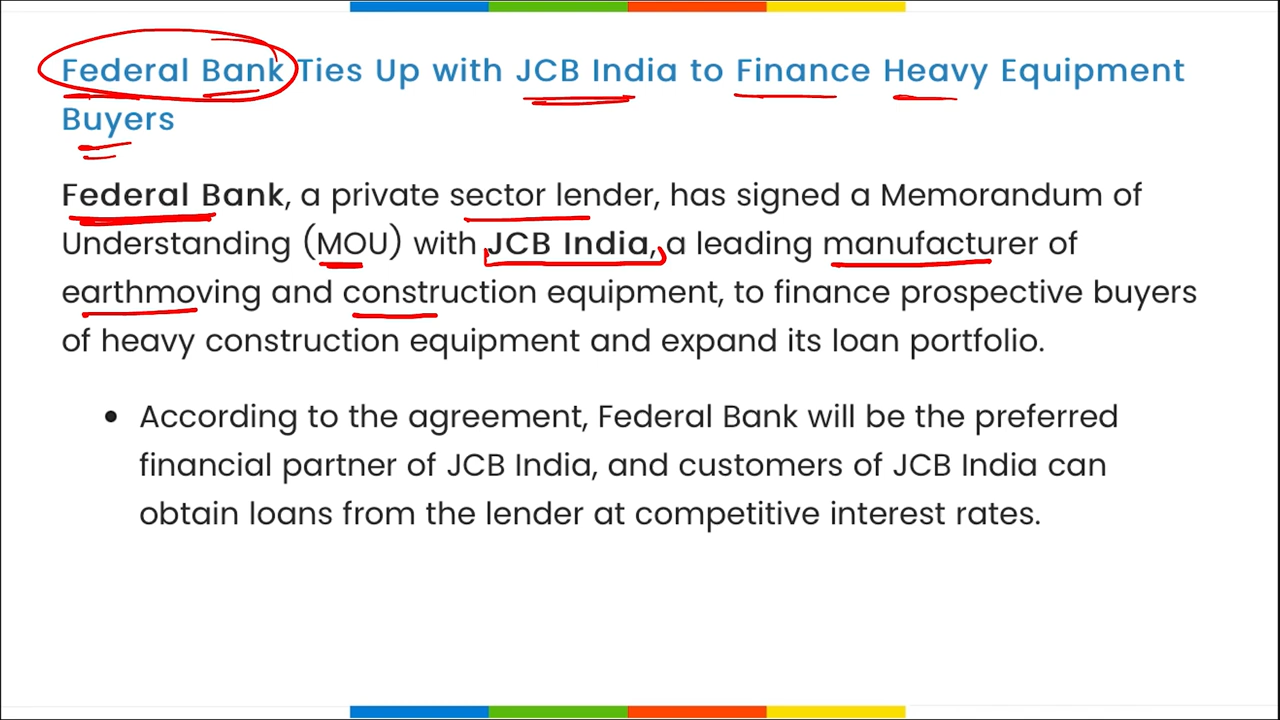 Federal Bank Ties Up with JCB India to Finance Heavy Equipment
Buyers
Federal Bank, a private sector lender, has signed a Memorandum of
Understanding (MOU) with JCB India, a leading manufacturer of
earthmoving and construction equipment, to finance prospective buyers
of heavy construction equipment and expand its loan portfolio.
• According to the agreement, Federal Bank will be the preferred
financial partner of JCB India, and customers of JCB India can
obtain loans from the lender at competitive interest rates.